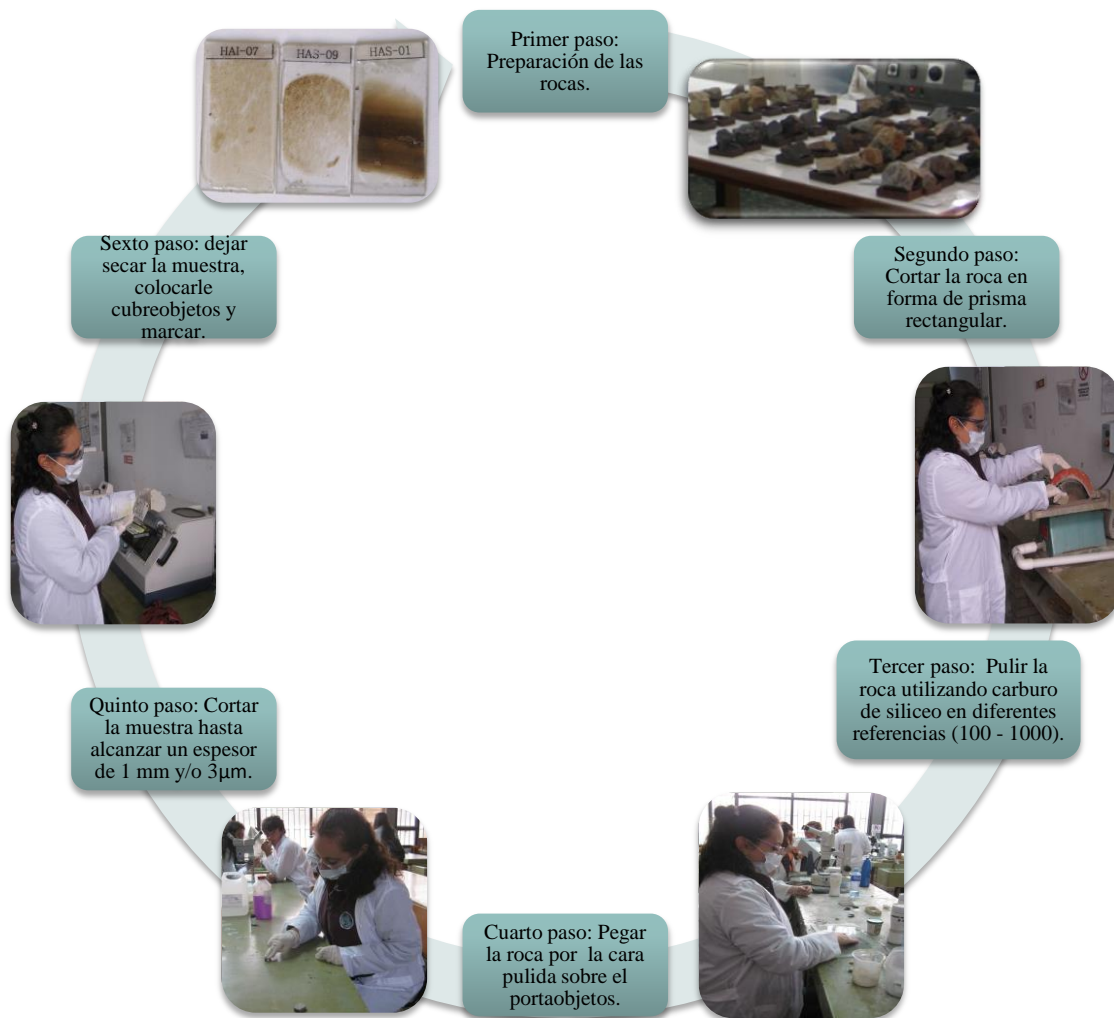 Primer paso:
Preparación de las
rocas.
HAI-07
HAS-09
HAS-01
Segundo paso:
Cortar la roca en
forma de prisma
rectangular.
Tercer paso: Pulir la
roca utilizando carburo
de siliceo en diferentes
referencias (100 - 1000).
Cuarto paso: Pegar
la roca por la cara
pulida sobre el
portaobjetos.
Quinto paso: Cortar
la muestra hasta
alcanzar un espesor
de 1 mm y/o 3µm.
Sexto paso: dejar
secar la muestra,
colocarle
cubreobjetos y
marcar.